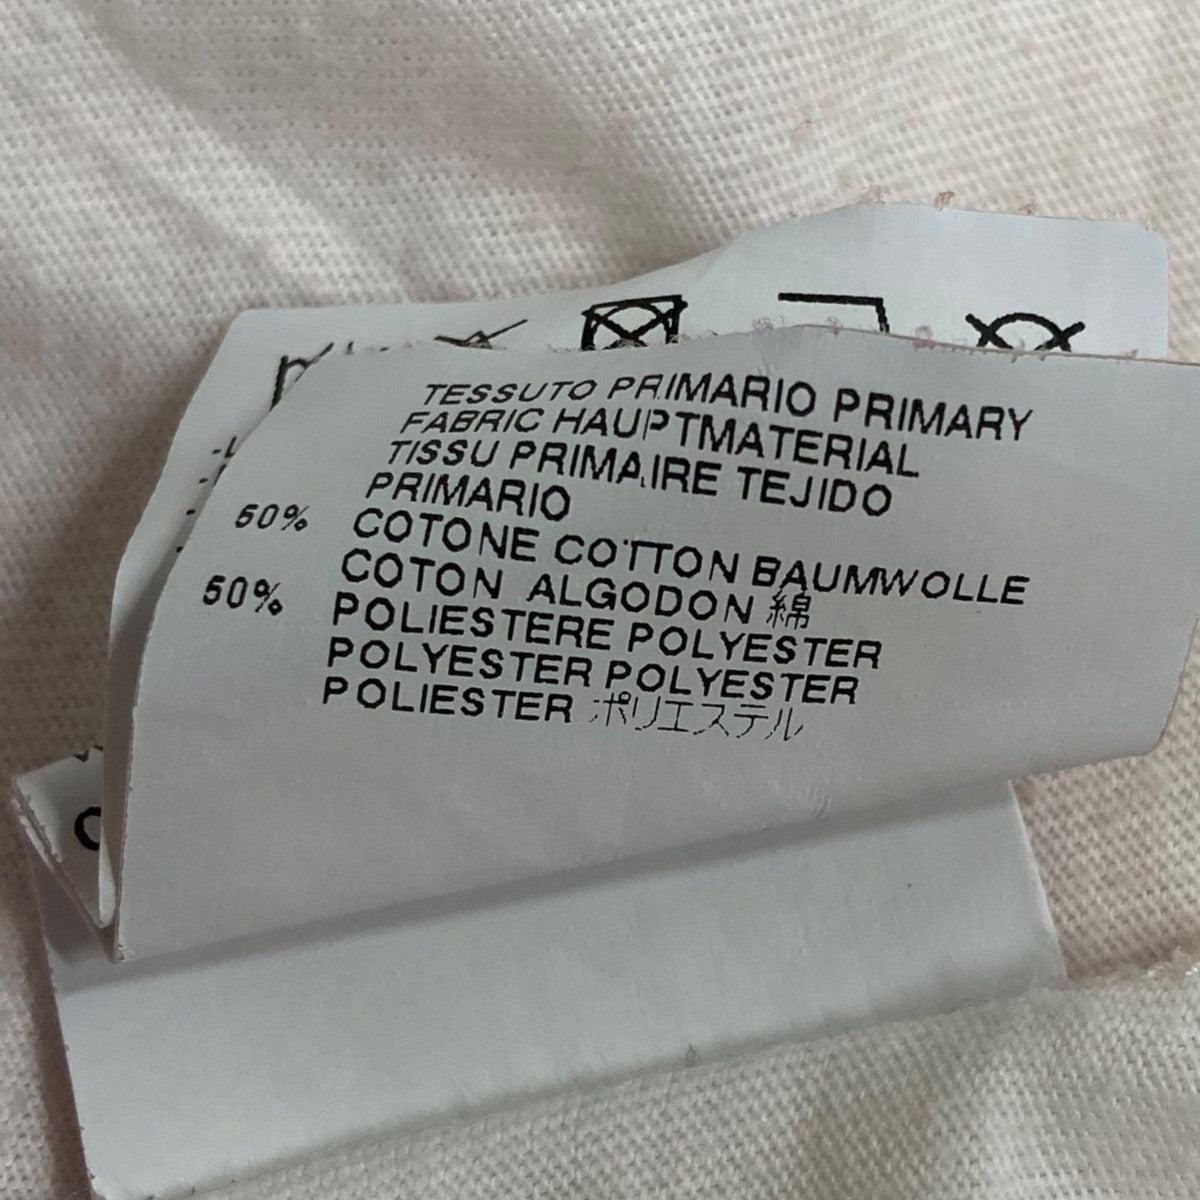 TESSUTO PRIMARIO PRIMARY
FABRIC HAUPTMATERIAL
TISSU PRIMAIRE TEJIDO
PRIMARIO
50% COTONE COTTON BAUMWOLLE
COTON ALGODON 綿
50% POLIESTERE POLYESTER
POLYESTER POLYESTER
POLIESTER ポリエステル